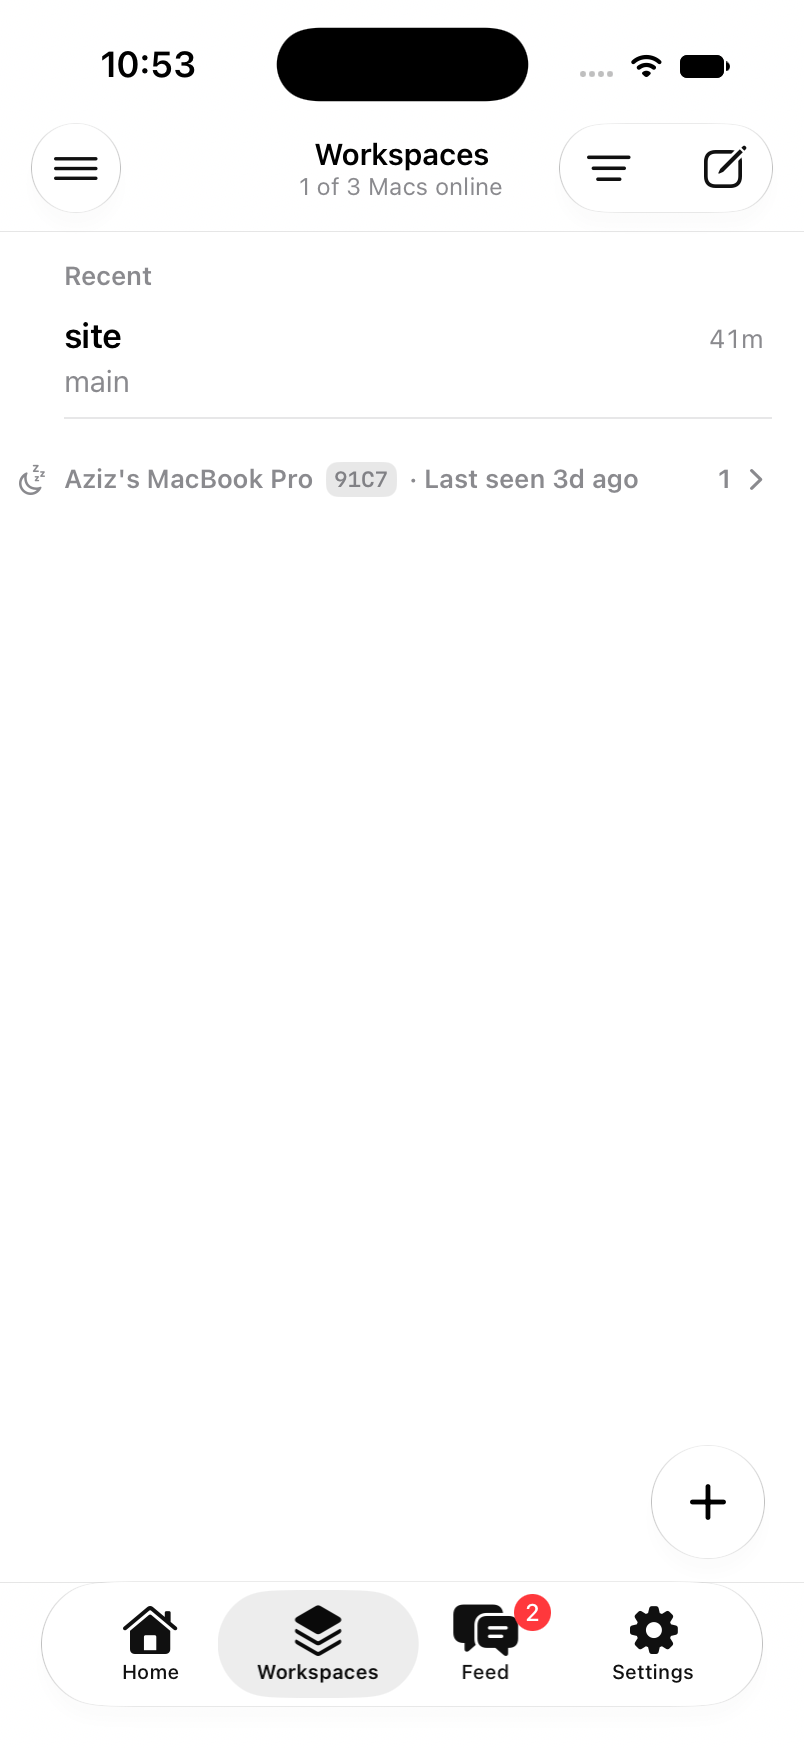 10:53
Workspaces
1 of 3 Macs online
Recent
site 41m
main
Aziz's MacBook Pro 91C7 · Last seen 3d ago 1
2
Home Workspaces Feed Settings